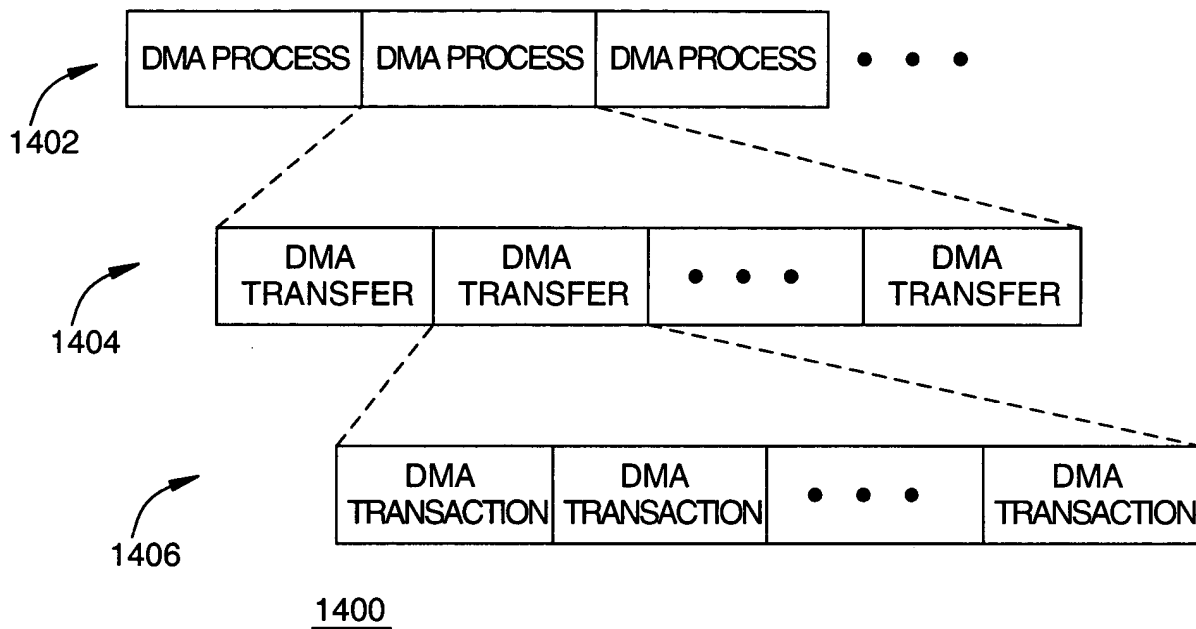 DMA PROCESS DMA PROCESS DMA PROCESS • • •
1402
DMA TRANSFER DMA TRANSFER • • • DMA TRANSFER
1404
DMA TRANSACTION DMA TRANSACTION • • • DMA TRANSACTION
1406
1400